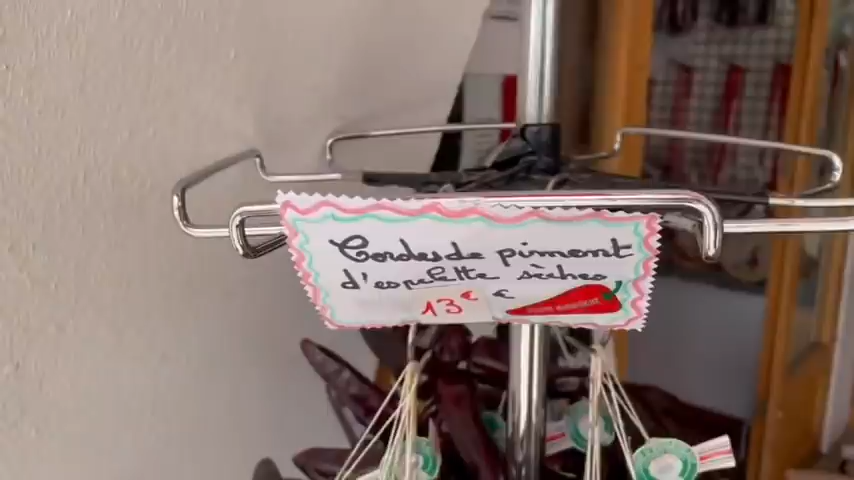 Cordes de piment
d'espelette sèches
13€ €